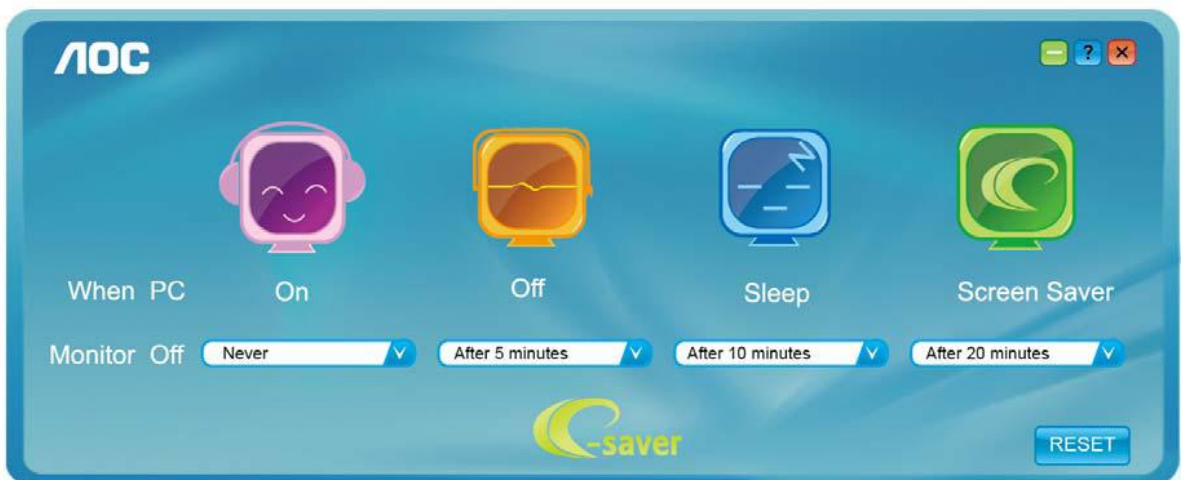 AOC
?
When PC On Off Sleep Screen Saver
Monitor Off Never After 5 minutes After 10 minutes After 20 minutes
e-saver
RESET